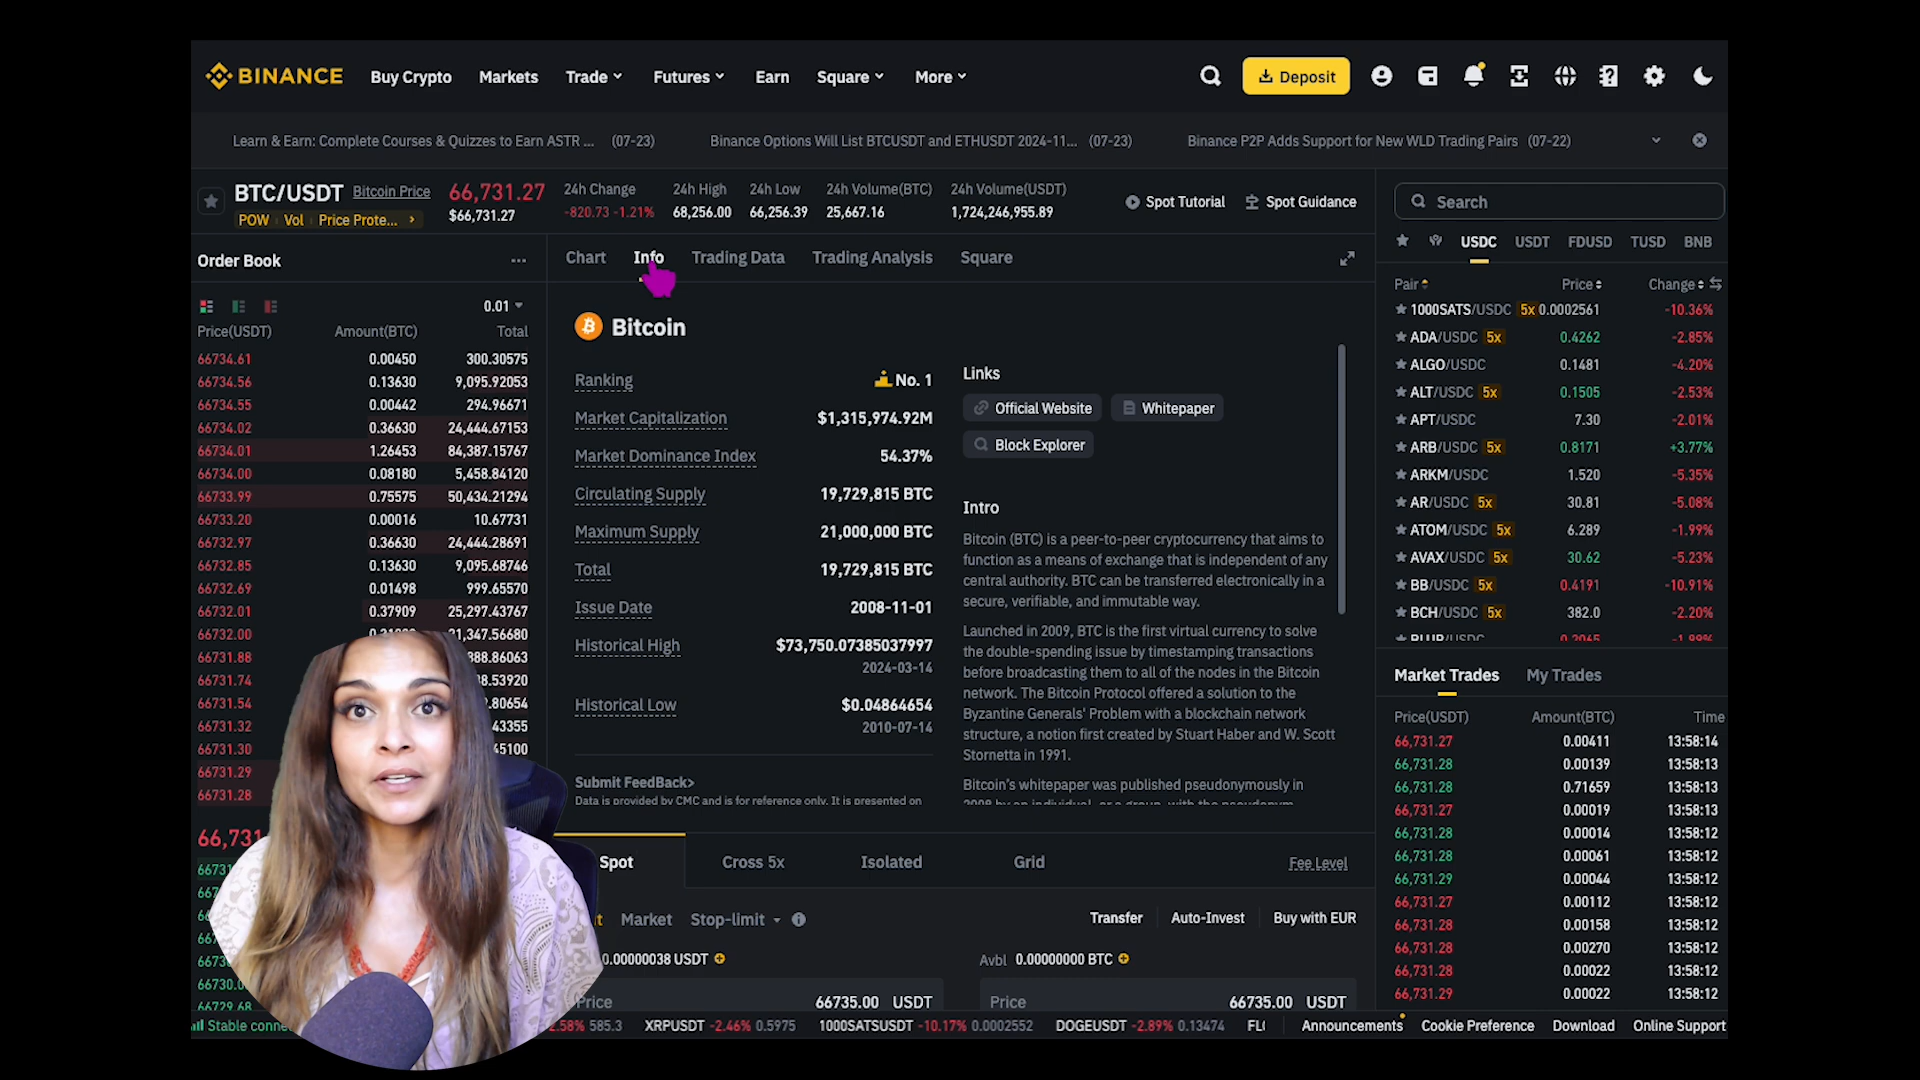 BINANCE
Buy Crypto
Markets
Trade
Futures
Earn
Square
More
Deposit
Learn & Earn: Complete Courses & Quizzes to Earn ASTR ... (07-23)
Binance Options Will List BTCUSDT and ETHUSDT 2024-11... (07-23)
Binance P2P Adds Support for New WLD Trading Pairs (07-22)
BTC/USDT
Bitcoin Price
POW
Vol
Price Prote...
66,731.27
$66,731.27
24h Change
-820.73 -1.21%
24h High
68,256.00
24h Low
66,256.39
24h Volume(BTC)
25,667.16
24h Volume(USDT)
1,724,246,955.89
Spot Tutorial
Spot Guidance
Order Book
...
0.01
Price(USDT) Amount(BTC) Total
66734.61 0.00450 300.30575
66734.56 0.13630 9,095.92053
66734.55 0.00442 294.96671
66734.02 0.36630 24,444.67153
66734.01 1.26453 84,387.15767
66734.00 0.08180 5,458.84120
66733.99 0.75575 50,434.21294
66733.20 0.00016 10.67731
66732.97 0.36630 24,444.28691
66732.85 0.13630 9,095.68746
66732.69 0.01498 999.65570
66732.01 0.37909 25,297.43767
66732.00
66731.88
66731.74
66731.54
66731.32
66731.30
66731.29
66731.28
Stable
Chart
Info
Trading Data
Trading Analysis
Square
Bitcoin
Ranking No. 1
Market Capitalization $1,315,974.92M
Market Dominance Index 54.37%
Circulating Supply 19,729,815 BTC
Maximum Supply 21,000,000 BTC
Total 19,729,815 BTC
Issue Date 2008-11-01
Historical High $73,750.07385037997
2024-03-14
Historical Low $0.04864654
2010-07-14
Submit FeedBack>
Data is provided by CMC and is for reference only. It is presented on
Links
Official Website
Whitepaper
Block Explorer
Intro
Bitcoin (BTC) is a peer-to-peer cryptocurrency that aims to
function as a means of exchange that is independent of any
central authority. BTC can be transferred electronically in a
secure, verifiable, and immutable way.
Launched in 2009, BTC is the first virtual currency to solve
the double-spending issue by timestamping transactions
before broadcasting them to all of the nodes in the Bitcoin
network. The Bitcoin Protocol offered a solution to the
Byzantine Generals' Problem with a blockchain network
structure, a notion first created by Stuart Haber and W. Scott
Stornetta in 1991.
Bitcoin's whitepaper was published pseudonymously in
2008 by an individual, or a group, with the pseudonym
Spot
Cross 5x
Isolated
Grid
Fee Level
Market
Stop-limit
Transfer
Auto-Invest
Buy with EUR
0.00000038 USDT
Avbl 0.00000000 BTC
Price 66735.00 USDT
Price 66735.00 USDT
Search
USDC
USDT
FDUSD
TUSD
BNB
Pair Price Change
1000SATS/USDC 5x 0.0002561 -10.36%
ADA/USDC 5x 0.4262 -2.85%
ALGO/USDC 0.1481 -4.20%
ALT/USDC 5x 0.1505 -2.53%
APT/USDC 7.30 -2.01%
ARB/USDC 5x 0.8171 +3.77%
ARKM/USDC 1.520 -5.35%
AR/USDC 5x 30.81 -5.08%
ATOM/USDC 5x 6.289 -1.99%
AVAX/USDC 5x 30.62 -5.23%
BB/USDC 5x 0.4191 -10.91%
BCH/USDC 5x 382.0 -2.20%
Market Trades
My Trades
Price(USDT) Amount(BTC) Time
66,731.27 0.00411 13:58:14
66,731.28 0.00139 13:58:13
66,731.28 0.71659 13:58:13
66,731.27 0.00019 13:58:13
66,731.28 0.00014 13:58:12
66,731.28 0.00061 13:58:12
66,731.29 0.00044 13:58:12
66,731.27 0.00112 13:58:12
66,731.28 0.00158 13:58:12
66,731.28 0.00270 13:58:12
66,731.28 0.00022 13:58:12
66,731.29 0.00022 13:58:12
585.3
XRPUSDT -2.46% 0.5975
1000SATSUSDT -10.17% 0.0002552
DOGEUSDT -2.89% 0.13474
Announcements
Cookie Preference
Download
Online Support